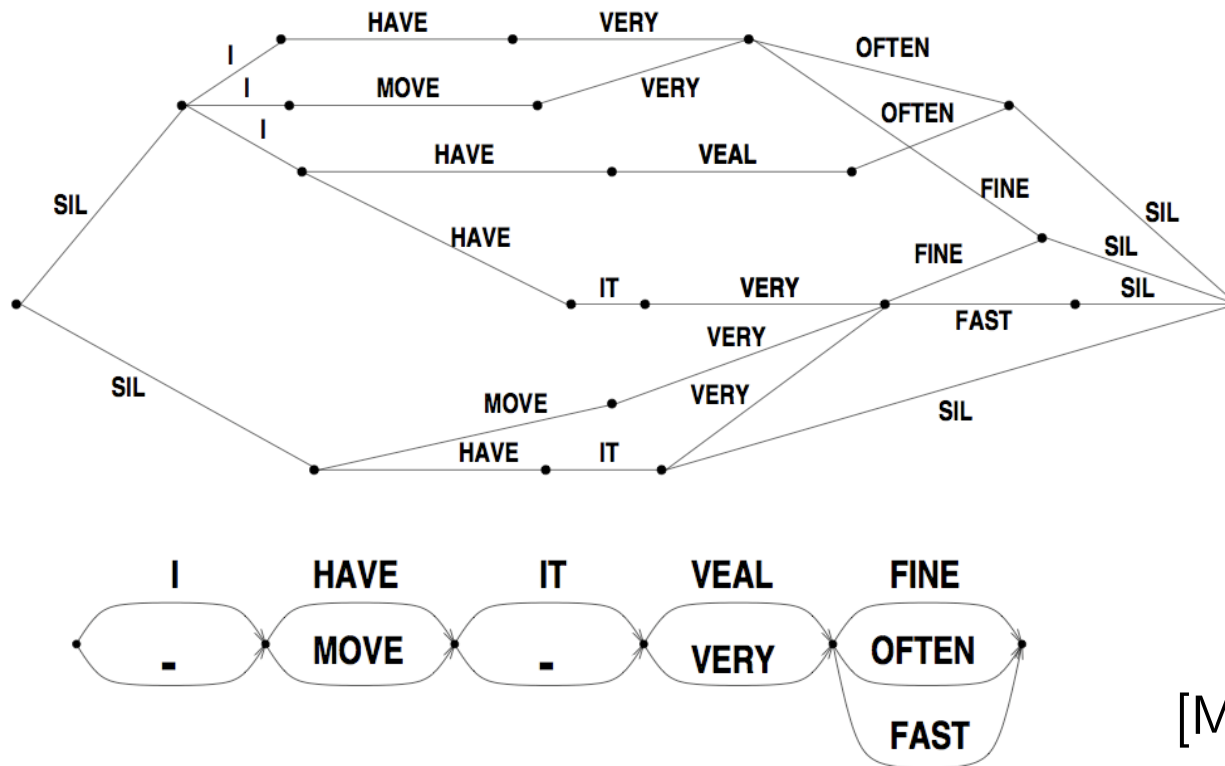 HAVE VERY
I OFTEN
I MOVE VERY
OFTEN
I
HAVE VEAL
FINE
SIL SIL
HAVE SIL
FINE
IT VERY SIL
FAST
VERY
SIL MOVE VERY
SIL
HAVE IT
I HAVE IT VEAL FINE
- MOVE - VERY OFTEN
FAST
[M